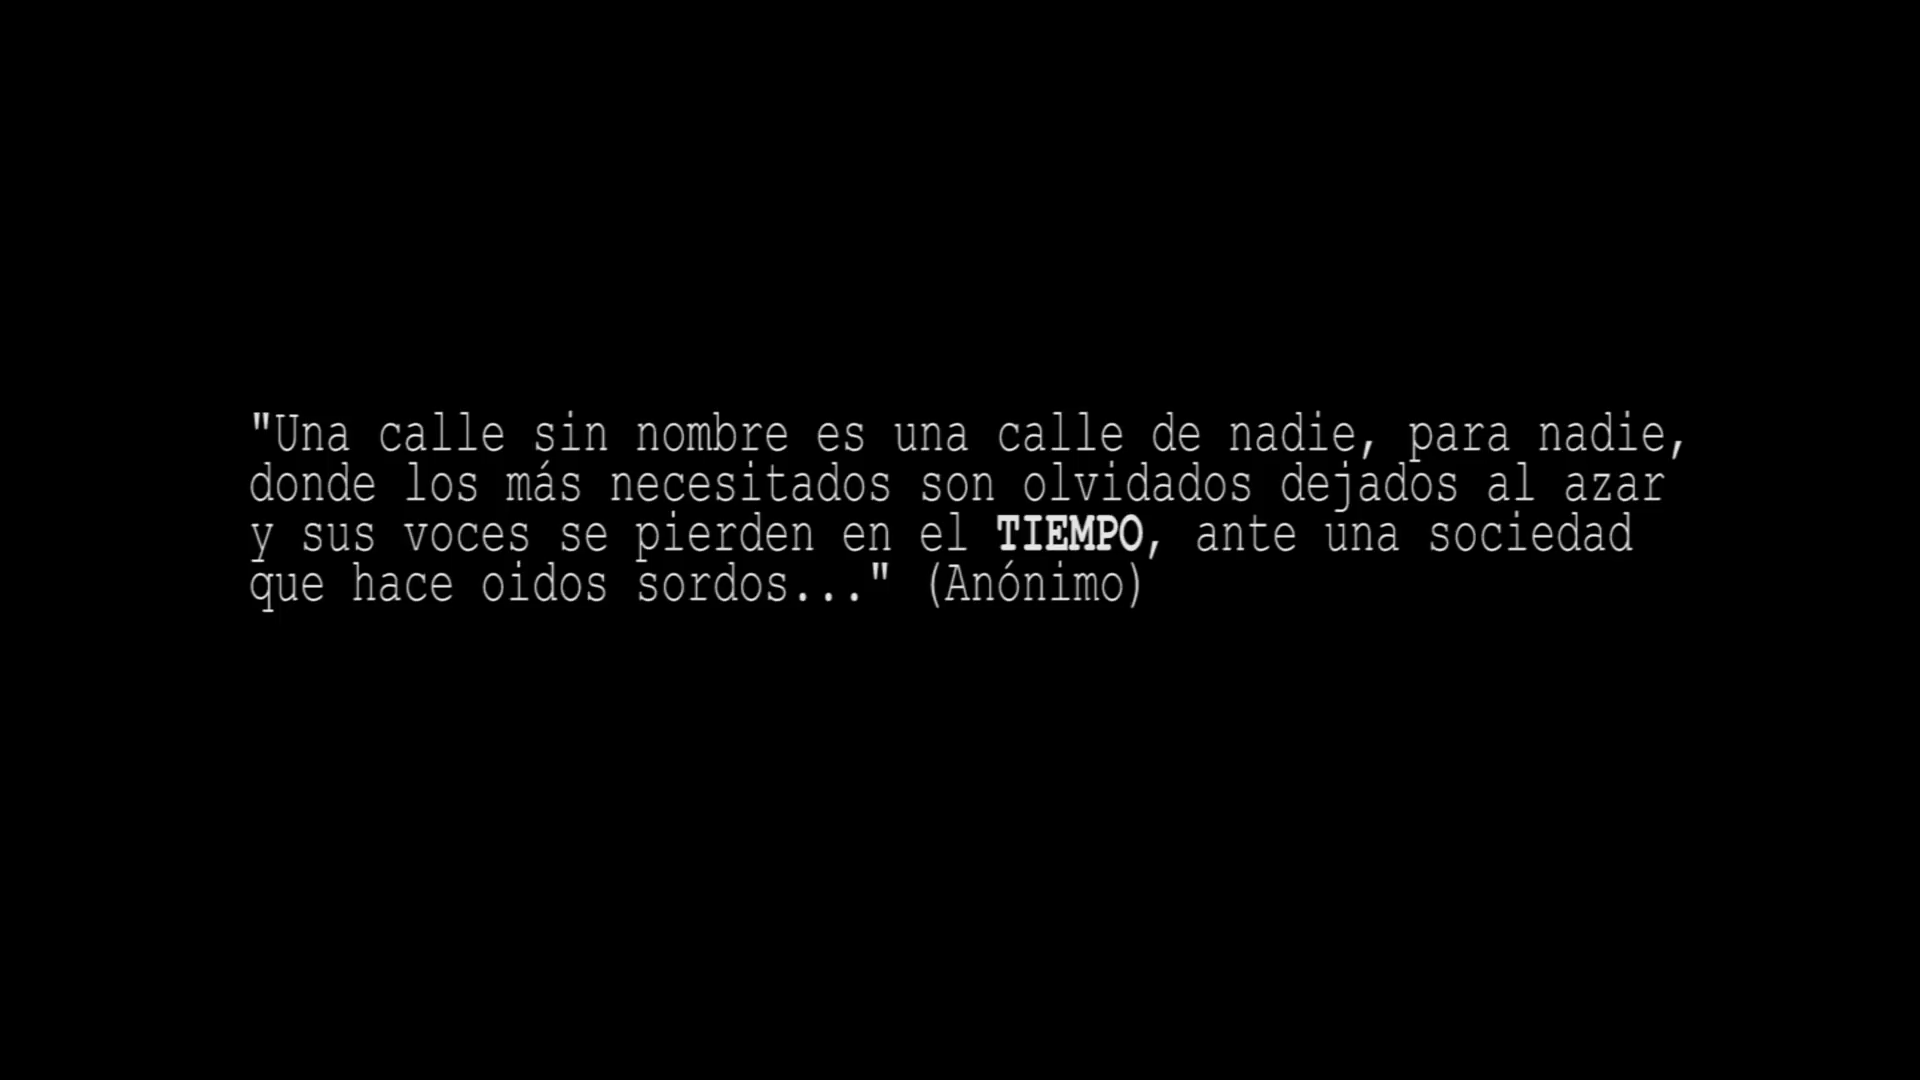 "Una calle sin nombre es una calle de nadie, para nadie,
donde los más necesitados son olvidados dejados al azar
y sus voces se pierden en el TIEMPO, ante una sociedad
que hace oidos sordos..." (Anónimo)